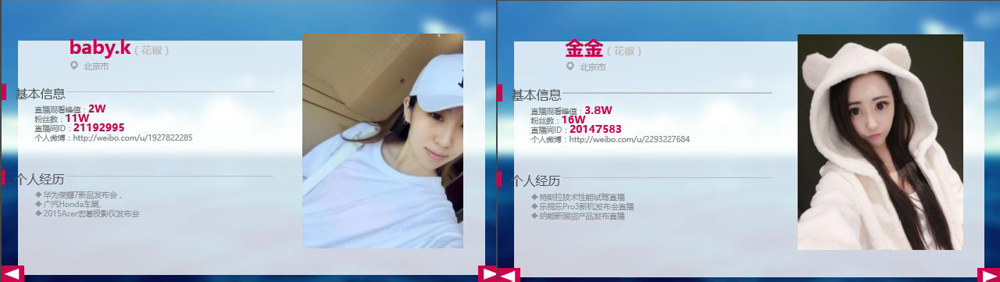 baby.k（花椒）
北京市
基本信息
直播观看峰值：2W
粉丝数：11W
直播间ID：21192995
个人微博：http://weibo.com/u/1927822285
个人经历
◆华为荣耀7新品发布会 、
◆广汽Honda车展、
◆2015Acer宏碁投影仪发布会
金金（花椒）
北京市
基本信息
直播观看峰值：3.8W
粉丝数：16W
直播间ID：20147583
个人微博：http://weibo.com/u/2293227684
个人经历
◆特斯拉技术性能试驾直播
◆乐视乐Pro3新机发布会直播
◆纳能新国货产品发布直播